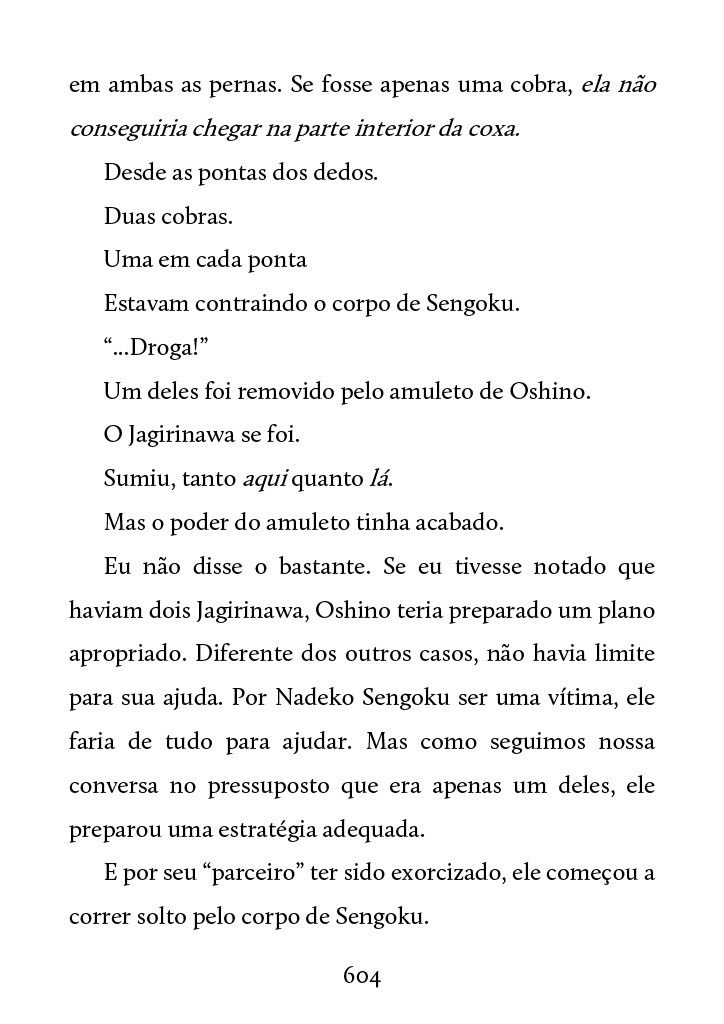 em ambas as pernas. Se fosse apenas uma cobra, ela não
conseguiria chegar na parte interior da coxa.
Desde as pontas dos dedos.
Duas cobras.
Uma em cada ponta
Estavam contraindo o corpo de Sengoku.
“...Droga!”
Um deles foi removido pelo amuleto de Oshino.
O Jagirinawa se foi.
Sumiu, tanto aqui quanto lá.
Mas o poder do amuleto tinha acabado.
Eu não disse o bastante. Se eu tivesse notado que
haviam dois Jagirinawa, Oshino teria preparado um plano
apropriado. Diferente dos outros casos, não havia limite
para sua ajuda. Por Nadeko Sengoku ser uma vítima, ele
faria de tudo para ajudar. Mas como seguimos nossa
conversa no pressuposto que era apenas um deles, ele
preparou uma estratégia adequada.
E por seu “parceiro” ter sido exorcizado, ele começou a
correr solto pelo corpo de Sengoku.
604